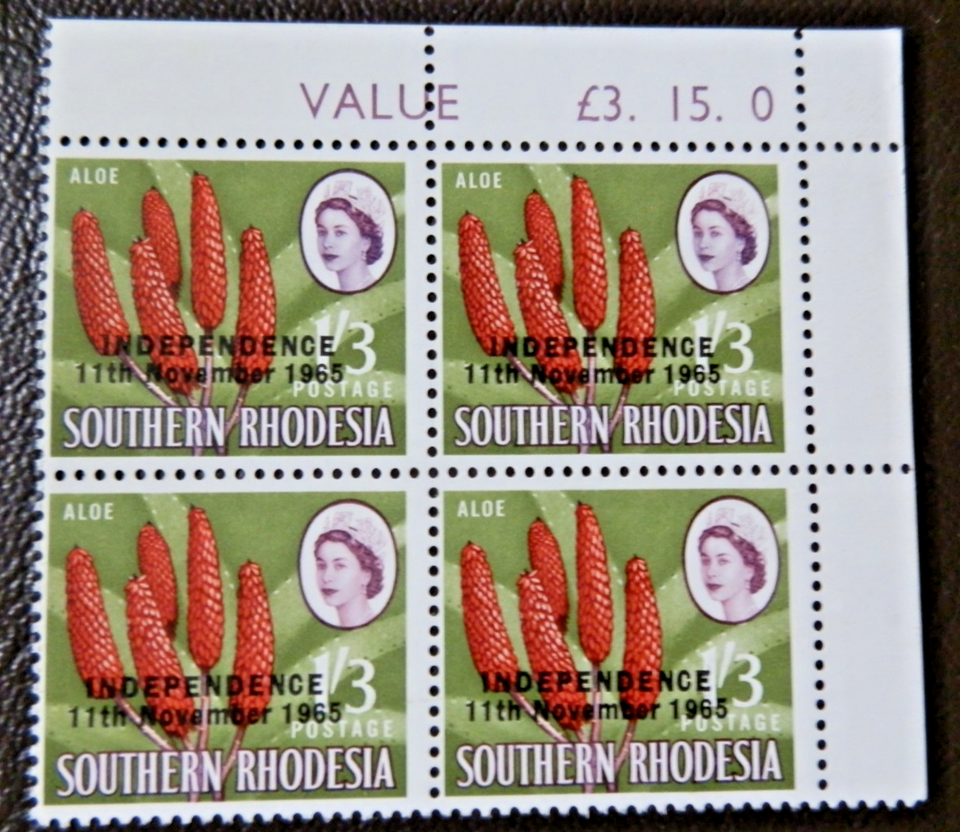 VALUE £3. 15. 0
ALOE
1/3
INDEPENDENCE
11th November 1965
POSTAGE
SOUTHERN RHODESIA
ALOE
1/3
INDEPENDENCE
11th November 1965
POSTAGE
SOUTHERN RHODESIA
ALOE
1/3
INDEPENDENCE
11th November 1965
POSTAGE
SOUTHERN RHODESIA
ALOE
1/3
INDEPENDENCE
11th November 1965
POSTAGE
SOUTHERN RHODESIA